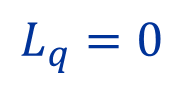 L_q = 0